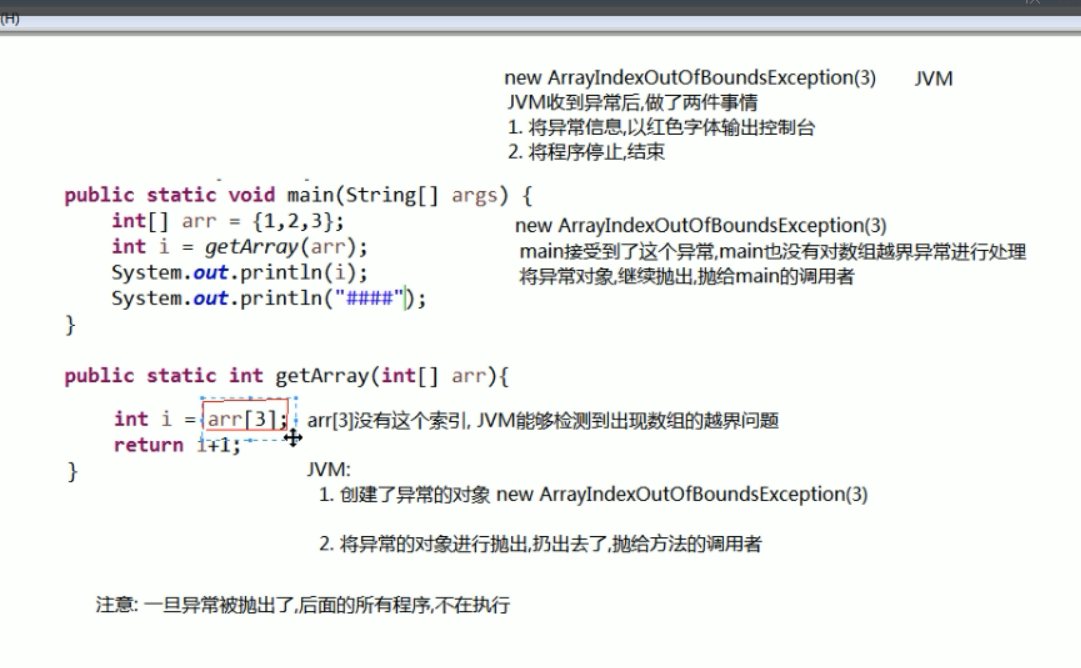 (H)
new ArrayIndexOutOfBoundsException(3) JVM
JVM收到异常后,做了两件事情
1. 将异常信息,以红色字体输出控制台
2. 将程序停止,结束
public static void main(String[] args) {
int[] arr = {1,2,3};
new ArrayIndexOutOfBoundsException(3)
int i = getArray(arr);
main接受到了这个异常,main也没有对数组越界异常进行处理
System.out.println(i);
将异常对象,继续抛出,抛给main的调用者
System.out.println("####");
}
public static int getArray(int[] arr){
int i = arr[3]; arr[3]没有这个索引, JVM能够检测到出现数组的越界问题
return i+1;
}
JVM:
1. 创建了异常的对象 new ArrayIndexOutOfBoundsException(3)
2. 将异常的对象进行抛出,扔出去了,抛给方法的调用者
注意: 一旦异常被抛出了,后面的所有程序,不在执行